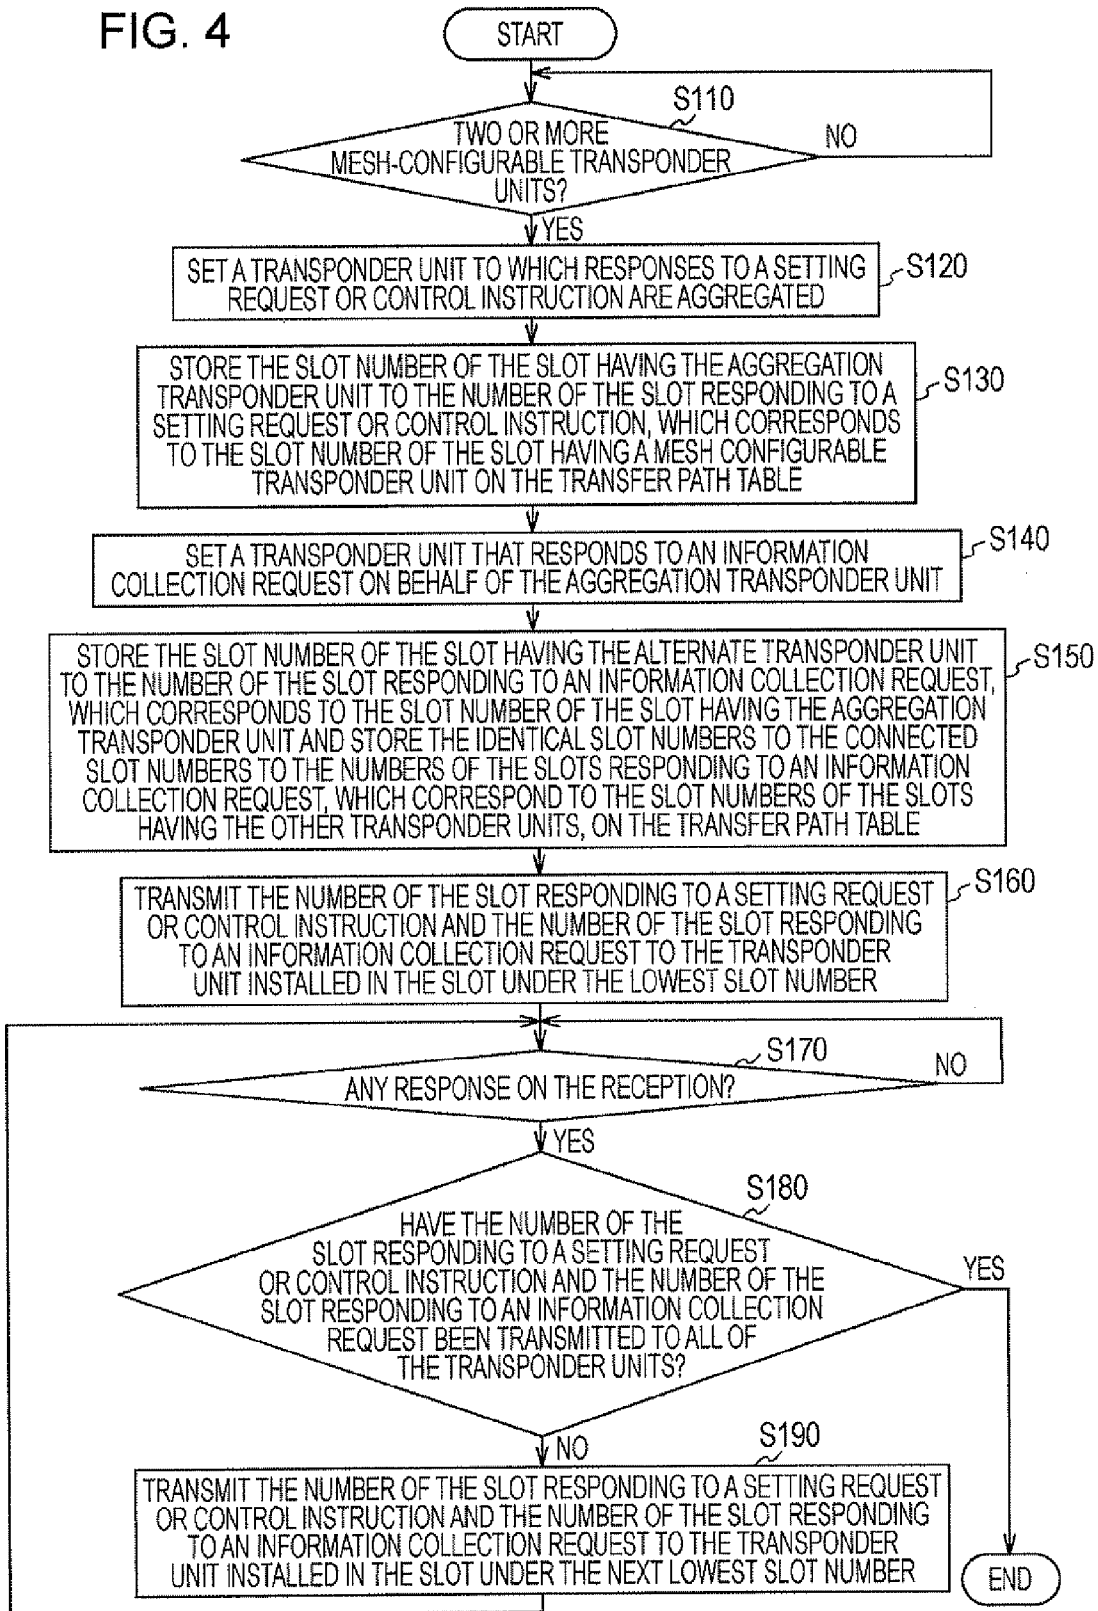 FIG. 4
START
S110
TWO OR MORE
MESH-CONFIGURABLE TRANSPONDER
UNITS?
NO
YES
SET A TRANSPONDER UNIT TO WHICH RESPONSES TO A SETTING
REQUEST OR CONTROL INSTRUCTION ARE AGGREGATED
S120
STORE THE SLOT NUMBER OF THE SLOT HAVING THE AGGREGATION
TRANSPONDER UNIT TO THE NUMBER OF THE SLOT RESPONDING TO A
SETTING REQUEST OR CONTROL INSTRUCTION, WHICH CORRESPONDS
TO THE SLOT NUMBER OF THE SLOT HAVING A MESH CONFIGURABLE
TRANSPONDER UNIT ON THE TRANSFER PATH TABLE
S130
SET A TRANSPONDER UNIT THAT RESPONDS TO AN INFORMATION
COLLECTION REQUEST ON BEHALF OF THE AGGREGATION TRANSPONDER UNIT
S140
STORE THE SLOT NUMBER OF THE SLOT HAVING THE ALTERNATE TRANSPONDER UNIT
TO THE NUMBER OF THE SLOT RESPONDING TO AN INFORMATION COLLECTION REQUEST,
WHICH CORRESPONDS TO THE SLOT NUMBER OF THE SLOT HAVING THE AGGREGATION
TRANSPONDER UNIT AND STORE THE IDENTICAL SLOT NUMBERS TO THE CONNECTED
SLOT NUMBERS TO THE NUMBERS OF THE SLOTS RESPONDING TO AN INFORMATION
COLLECTION REQUEST, WHICH CORRESPOND TO THE SLOT NUMBERS OF THE SLOTS
HAVING THE OTHER TRANSPONDER UNITS, ON THE TRANSFER PATH TABLE
S150
TRANSMIT THE NUMBER OF THE SLOT RESPONDING TO A SETTING REQUEST
OR CONTROL INSTRUCTION AND THE NUMBER OF THE SLOT RESPONDING
TO AN INFORMATION COLLECTION REQUEST TO THE TRANSPONDER
UNIT INSTALLED IN THE SLOT UNDER THE LOWEST SLOT NUMBER
S160
S170
ANY RESPONSE ON THE RECEPTION?
NO
YES
S180
HAVE THE NUMBER OF THE
SLOT RESPONDING TO A SETTING REQUEST
OR CONTROL INSTRUCTION AND THE NUMBER OF THE
SLOT RESPONDING TO AN INFORMATION COLLECTION
REQUEST BEEN TRANSMITTED TO ALL OF
THE TRANSPONDER UNITS?
YES
NO
S190
TRANSMIT THE NUMBER OF THE SLOT RESPONDING TO A SETTING REQUEST
OR CONTROL INSTRUCTION AND THE NUMBER OF THE SLOT RESPONDING
TO AN INFORMATION COLLECTION REQUEST TO THE TRANSPONDER
UNIT INSTALLED IN THE SLOT UNDER THE NEXT LOWEST SLOT NUMBER
END